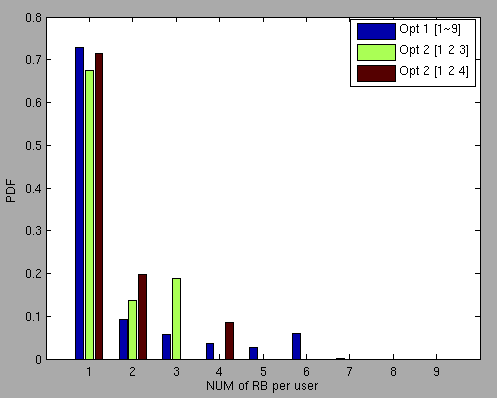 0.8
0.7
0.6
0.5
0.4
0.3
0.2
0.1
0
PDF
Opt 1 [1~9]
Opt 2 [1 2 3]
Opt 2 [1 2 4]
1 2 3 4 5 6 7 8 9
NUM of RB per user